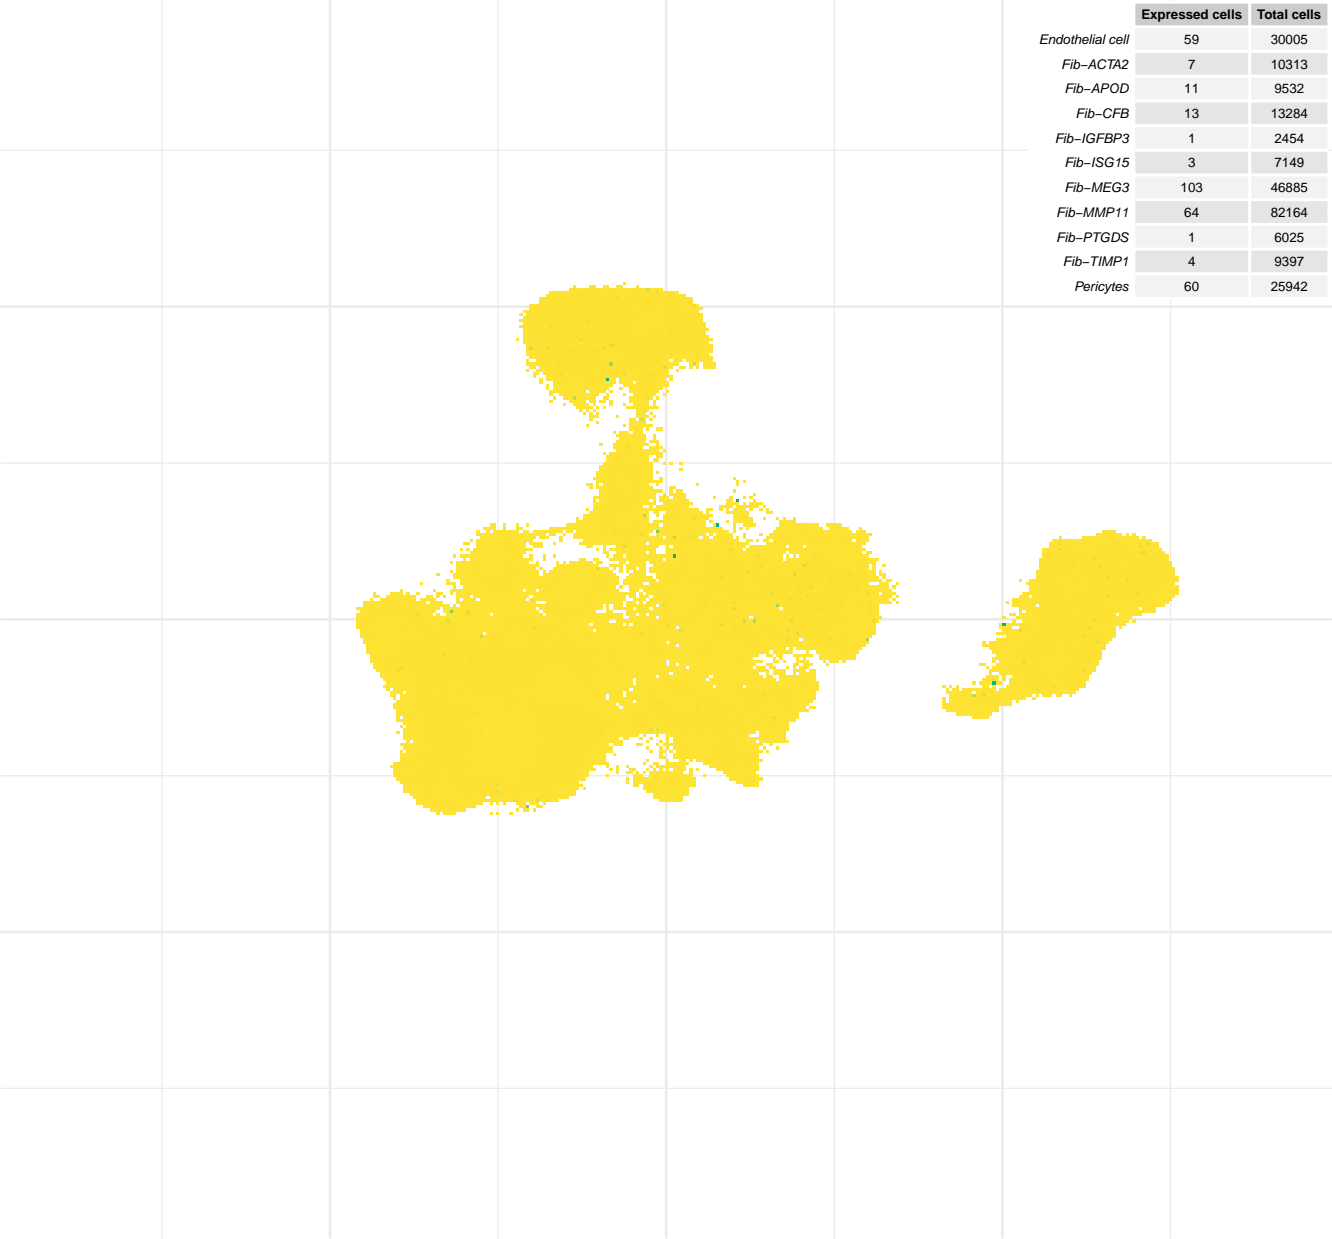 Expressed cells Total cells
Endothelial cell 59 30005
Fib−ACTA2 7 10313
Fib−APOD 11 9532
Fib−CFB 13 13284
Fib−IGFBP3 1 2454
Fib−ISG15 3 7149
Fib−MEG3 103 46885
Fib−MMP11 64 82164
Fib−PTGDS 1 6025
Fib−TIMP1 4 9397
Pericytes 60 25942